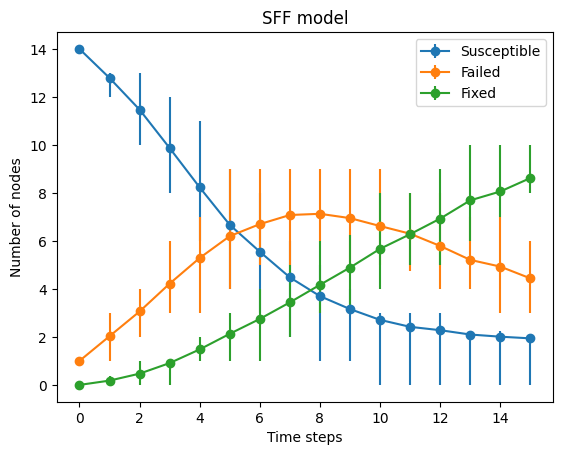 SFF model
Susceptible
Failed
Fixed
Number of nodes
14
12
10
8
6
4
2
0
0 2 4 6 8 10 12 14
Time steps